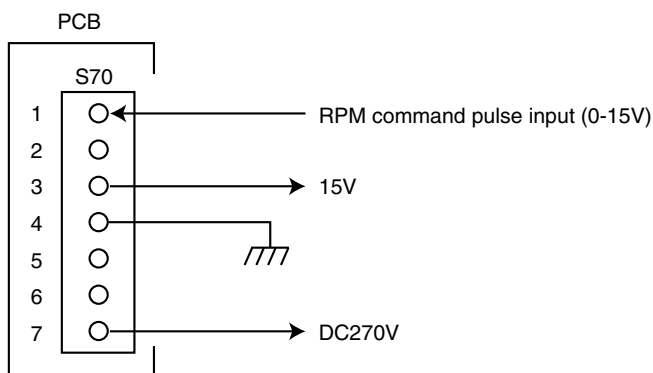 PCB
S70
1 RPM command pulse input (0-15V)
2
3 15V
4
5
6
7 DC270V